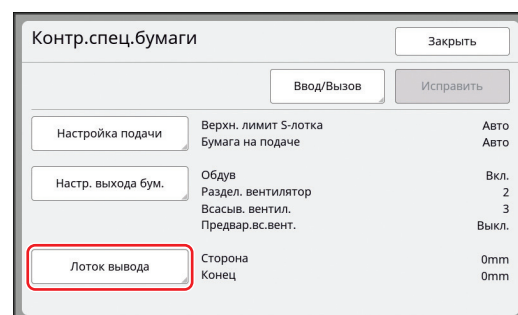 Контр.спец.бумаги Закрыть
Ввод/Вызов Исправить
Настройка подачи Верхн. лимит S-лотка Авто
Бумага на подаче Авто
Настр. выхода бум. Обдув Вкл.
Раздел. вентилятор 2
Всасыв. вентил. 3
Предвар.вс.вент. Выкл.
Лоток вывода Сторона 0mm
Конец 0mm